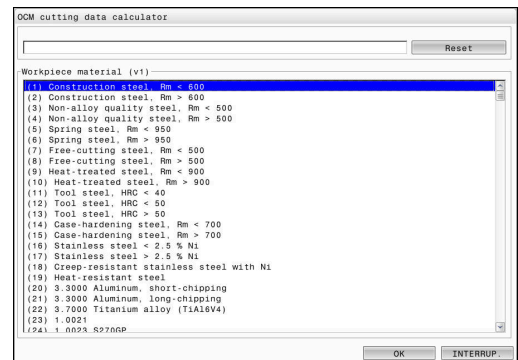 OCM cutting data calculator
Reset
Workpiece material (v1)
(1) Construction steel, Rm < 600
(2) Construction steel, Rm > 600
(3) Non-alloy quality steel, Rm < 500
(4) Non-alloy quality steel, Rm > 500
(5) Spring steel, Rm < 950
(6) Spring steel, Rm > 950
(7) Free-cutting steel, Rm < 500
(8) Free-cutting steel, Rm > 500
(9) Heat-treated steel, Rm < 900
(10) Heat-treated steel, Rm > 900
(11) Tool steel, HRC < 40
(12) Tool steel, HRC < 50
(13) Tool steel, HRC > 50
(14) Case-hardening steel, Rm < 700
(15) Case-hardening steel, Rm > 700
(16) Stainless steel < 2.5 % Ni
(17) Stainless steel > 2.5 % Ni
(18) Creep-resistant stainless steel with Ni
(19) Heat-resistant steel
(20) 3.3000 Aluminum, short-chipping
(21) 3.3000 Aluminum, long-chipping
(22) 3.7000 Titanium alloy (TiAl6V4)
(23) 1.0021
(24) 1.0023 S270GP
OK
INTERRUP.